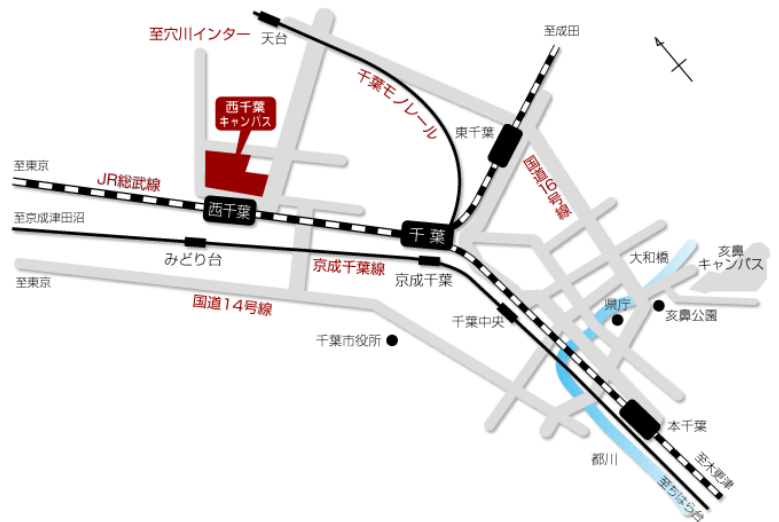 至穴川インター
天台
至成田
千葉モノレール
西千葉
キャンパス
東千葉
国道16号線
至東京
JR総武線
西千葉
千葉
至京成津田沼
みどり台
京成千葉線
京成千葉
大和橋
亥鼻
キャンパス
至東京
国道14号線
千葉中央
県庁
亥鼻公園
千葉市役所
本千葉
都川
至木更津
至ちはら台